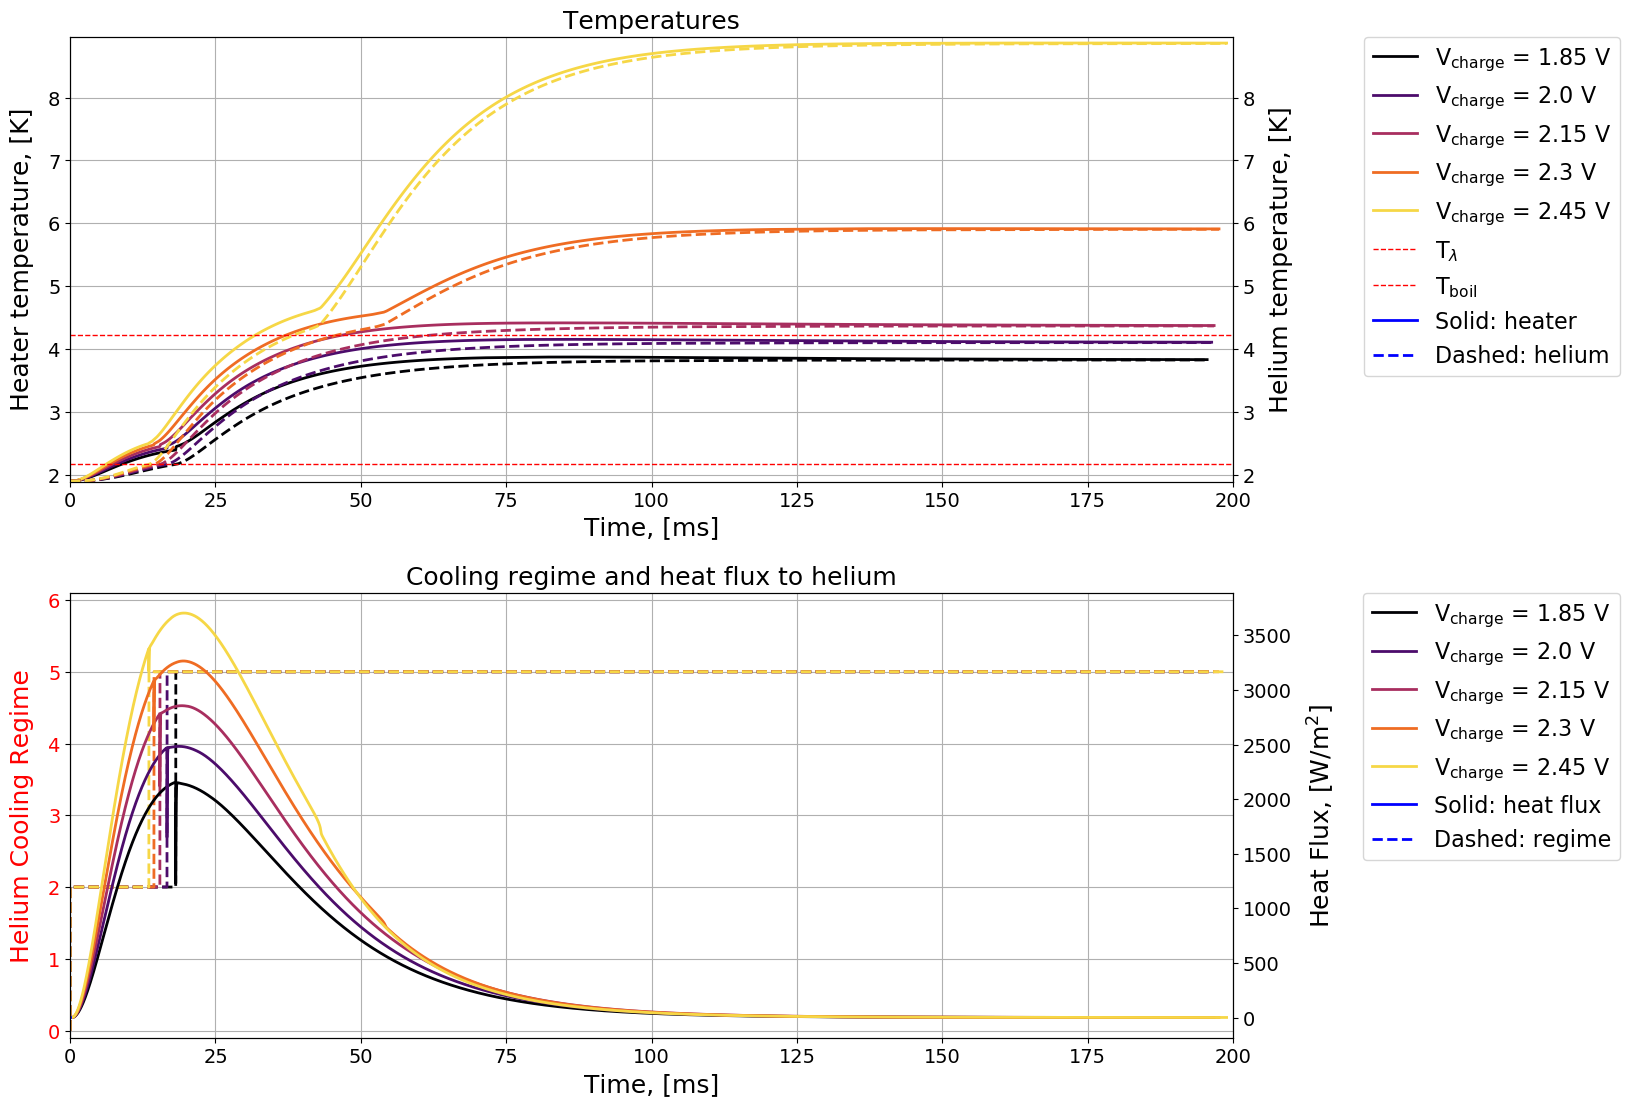 Temperatures
Heater temperature, [K]
8
7
6
5
4
3
2
8
7
6
5
4
3
2
Helium temperature, [K]
0 25 50 75 100 125 150 175 200
Time, [ms]
V_charge = 1.85 V
V_charge = 2.0 V
V_charge = 2.15 V
V_charge = 2.3 V
V_charge = 2.45 V
T_λ
T_boil
Solid: heater
Dashed: helium
Cooling regime and heat flux to helium
Helium Cooling Regime
6
5
4
3
2
1
0
3500
3000
2500
2000
1500
1000
500
0
Heat Flux, [W/m²]
0 25 50 75 100 125 150 175 200
Time, [ms]
V_charge = 1.85 V
V_charge = 2.0 V
V_charge = 2.15 V
V_charge = 2.3 V
V_charge = 2.45 V
Solid: heat flux
Dashed: regime